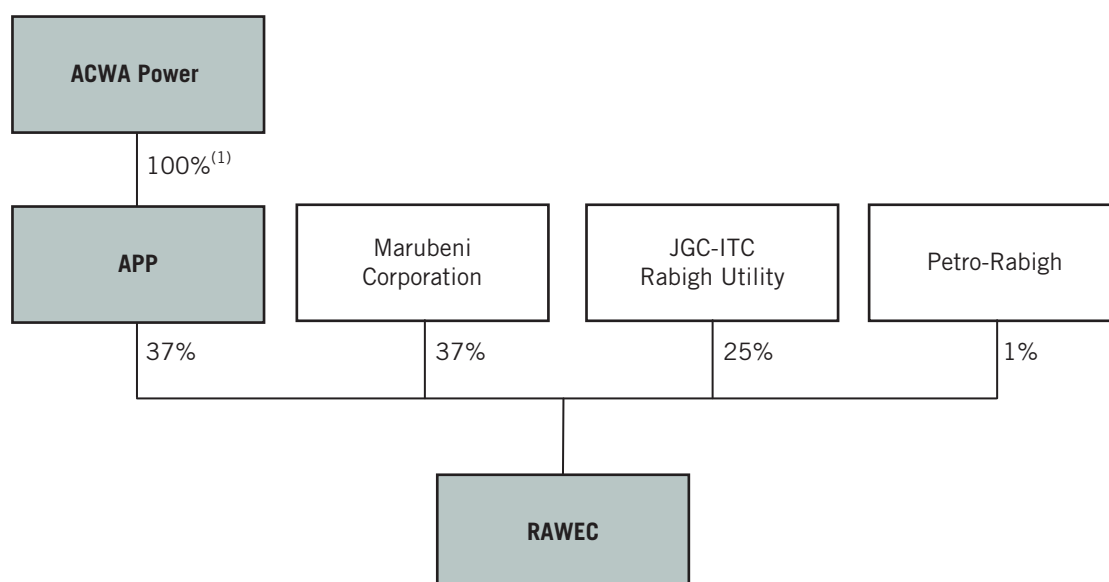 ACWA Power
100%(1)
APP
Marubeni
Corporation
JGC-ITC
Rabigh Utility
Petro-Rabigh
37%
37%
25%
1%
RAWEC